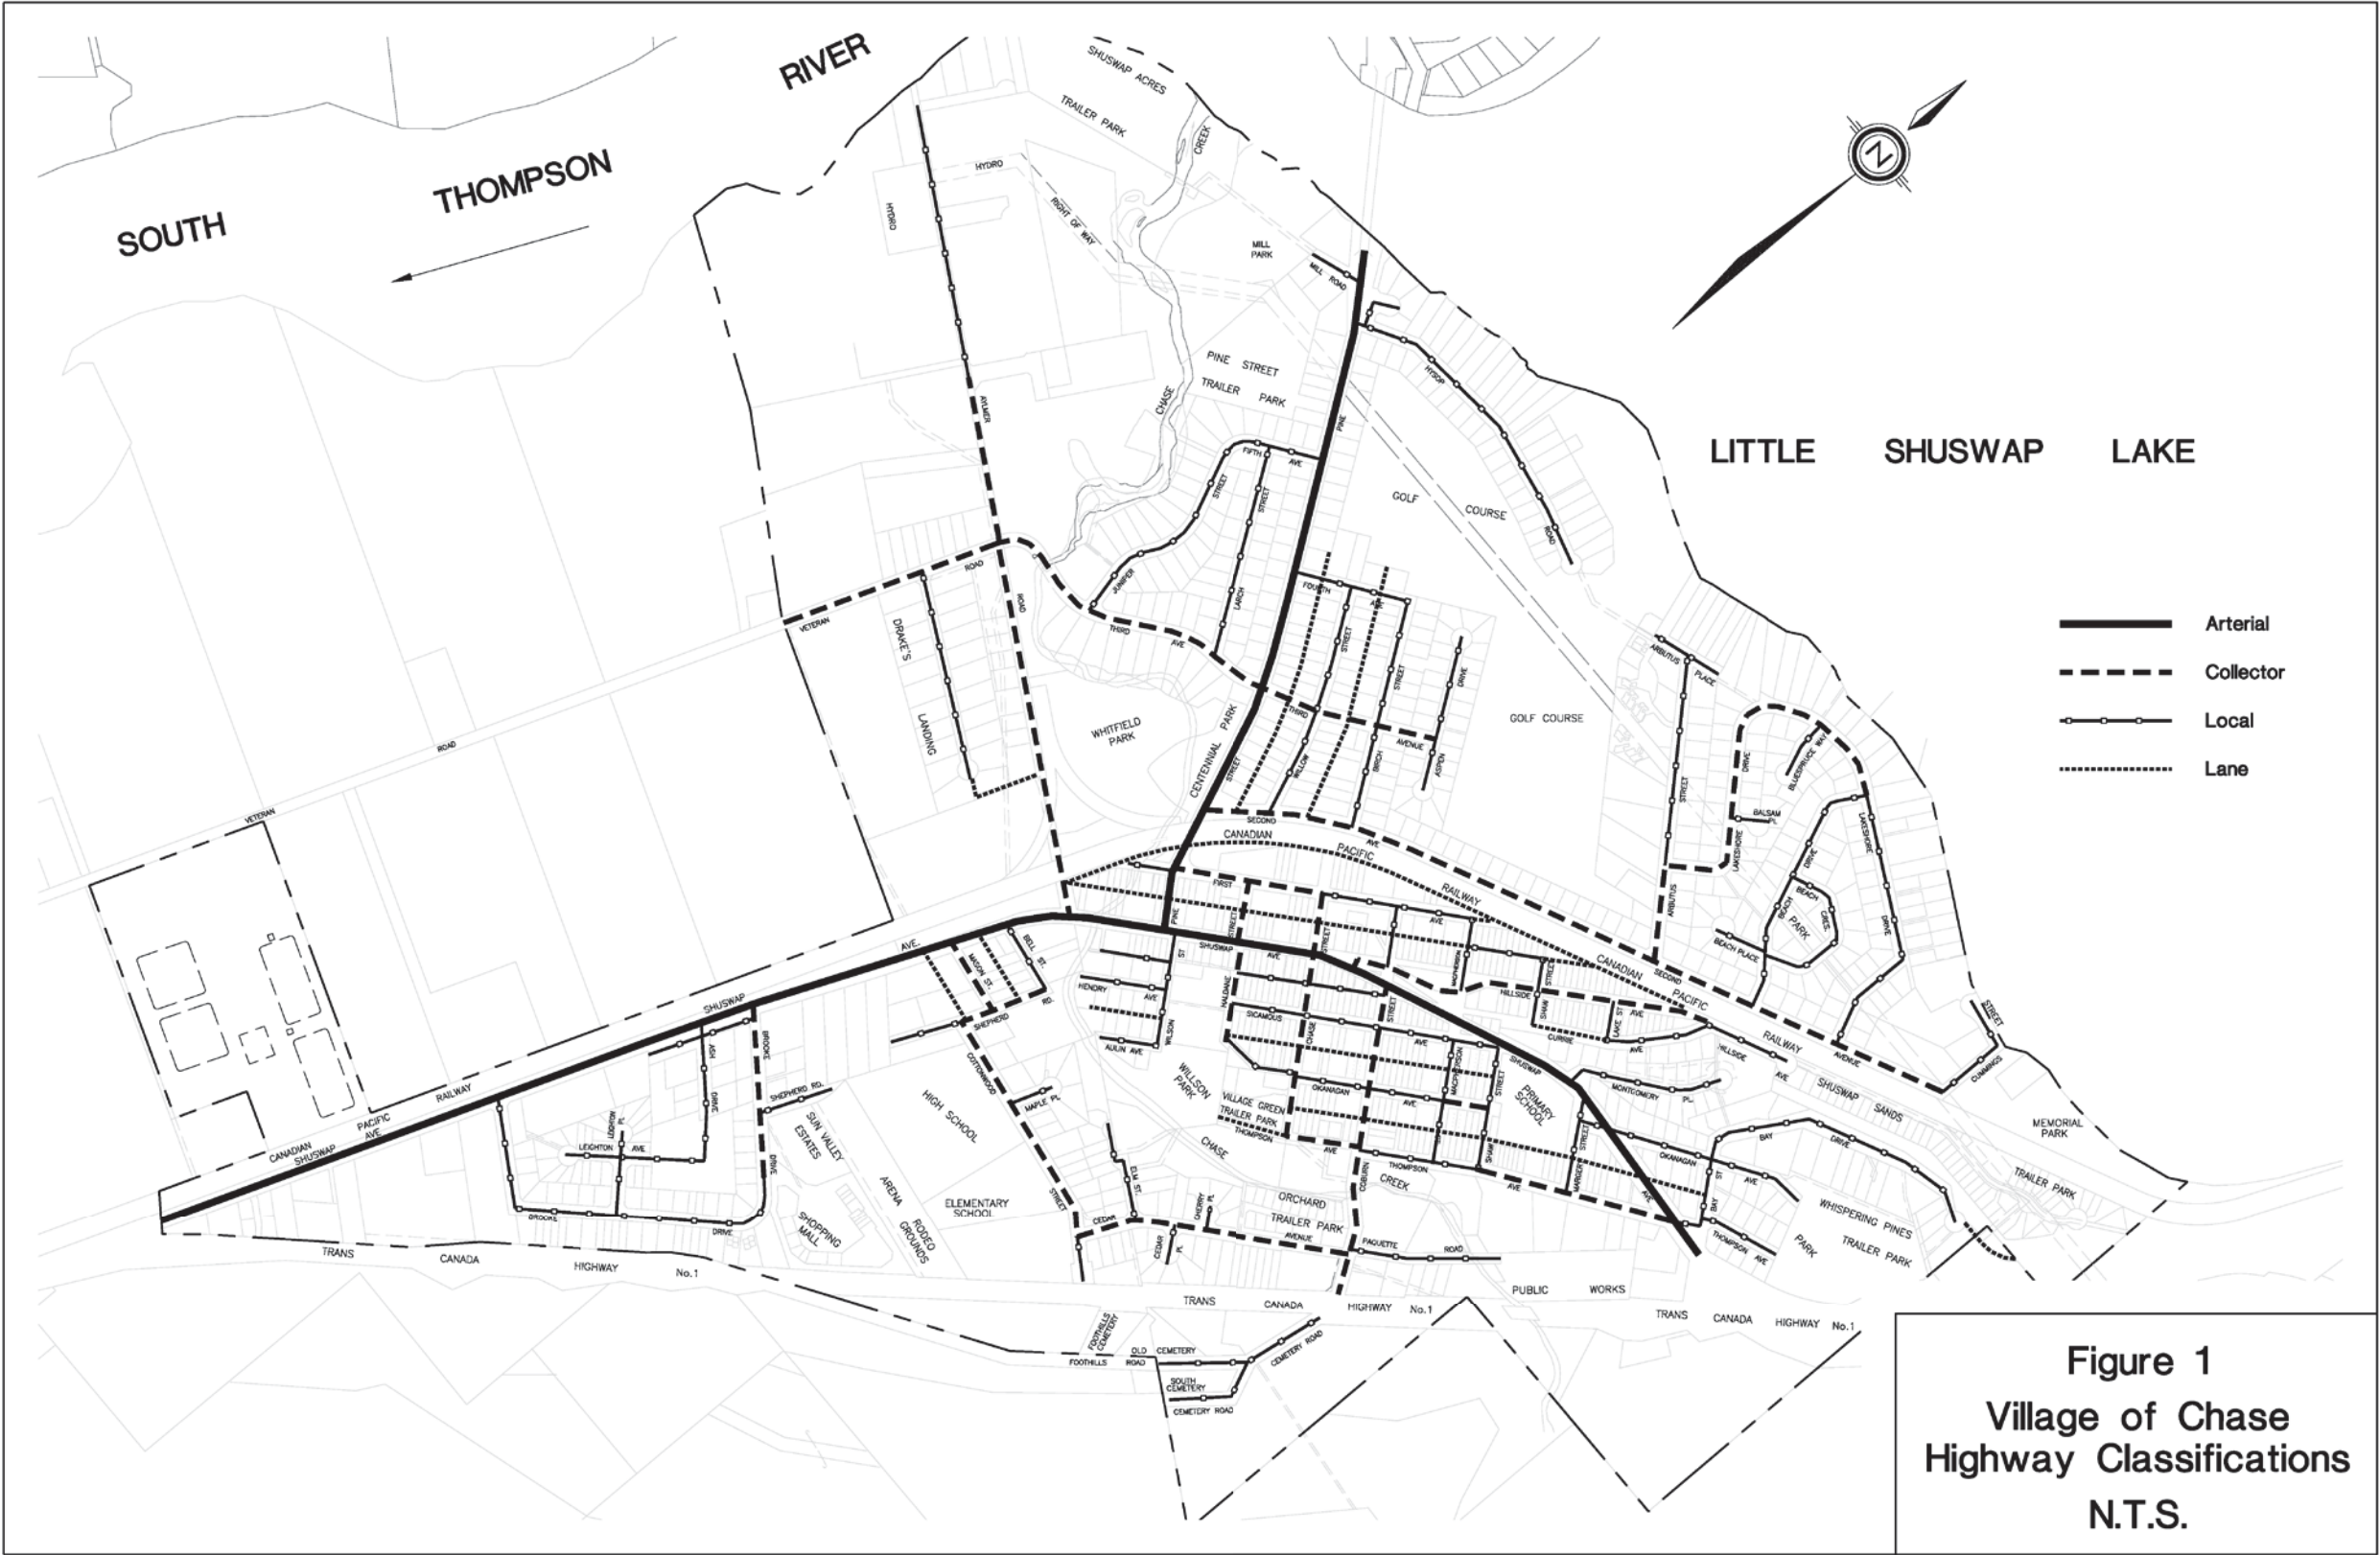 RIVER
THOMPSON
SOUTH
SHUSWAP ACRES
TRAILER PARK
CREEK
HYDRO
HYDRO
RIGHT OF WAY
MILL
PARK
MILL ROAD
PINE STREET
TRAILER PARK
CHASE
PINE
HYSOP
ROAD
AYLMER
ROAD
LITTLE SHUSWAP LAKE
GOLF COURSE
FIFTH AVE
STREET
STREET
JUNIPER
LARCH
FOURTH
AVE
VETERAN ROAD
THIRD AVE
DRAKE'S
LANDING
WHITFIELD
PARK
CENTENNIAL PARK
STREET
THIRD
AVENUE
STREET
STREET
DRIVE
WILLOW
BIRCH
ASPEN
GOLF COURSE
ARBUTUS PLACE
STREET
ARBUTUS
DRIVE
LAKESHORE
BLUESPRUCE WAY
BALSAM
PL.
LAKESHORE
DRIVE
DRIVE
BEACH
BEACH
CRES.
PARK
BEACH PLACE
Arterial
Collector
Local
Lane
ROAD
VETERAN
SECOND AVE
CANADIAN PACIFIC RAILWAY
FIRST AVE
PINE
STREET
STREET
SHUSWAP AVE
CANADIAN PACIFIC RAILWAY
SECOND AVENUE
STREET
CUMMINGS
SHUSWAP AVE.
MASON ST.
BELL ST.
SHEPHERD RD.
HENDRY AVE
ST
WILSON
AULIN AVE
HALDANE
SICAMOUS AVE
CHASE
STREET
MACPHERSON
HILLSIDE AVE
STREET
SHAW
LAKE ST
CURRIE AVE
HILLSIDE AVE
SHUSWAP SANDS
TRAILER PARK
MEMORIAL
PARK
CANADIAN PACIFIC RAILWAY
SHUSWAP AVE
ASH
DRIVE
BROOKE
DRIVE
SHEPHERD RD.
LEIGHTON PL
LEIGHTON AVE
BROOKE DRIVE
SUN VALLEY
ESTATES
SHOPPING
MALL
ARENA
RODEO
GROUNDS
HIGH SCHOOL
ELEMENTARY
SCHOOL
COTTONWOOD
STREET
MAPLE PL.
WILLSON
PARK
VILLAGE GREEN
TRAILER PARK
THOMPSON AVE
OKANAGAN AVE
MACPHERSON
STREET
SHAW
SHUSWAP
AVE
PRIMARY
SCHOOL
MONTGOMERY PL.
STREET
MARGER
OKANAGAN AVE
BAY DRIVE
BAY ST
CHASE CREEK
THOMPSON AVE
COBURN
ELM ST.
CEDAR AVENUE
CHERRY PL
CEDAR PL
ORCHARD
TRAILER PARK
PAQUETTE ROAD
THOMPSON AVE
PARK
WHISPERING PINES
TRAILER PARK
PUBLIC WORKS
TRANS CANADA HIGHWAY No.1
TRANS CANADA HIGHWAY No.1
TRANS CANADA HIGHWAY No.1
FOOTHILLS
CEMETERY
FOOTHILLS ROAD
OLD CEMETERY
CEMETERY ROAD
SOUTH
CEMETERY
CEMETERY ROAD
N
Figure 1
Village of Chase
Highway Classifications
N.T.S.